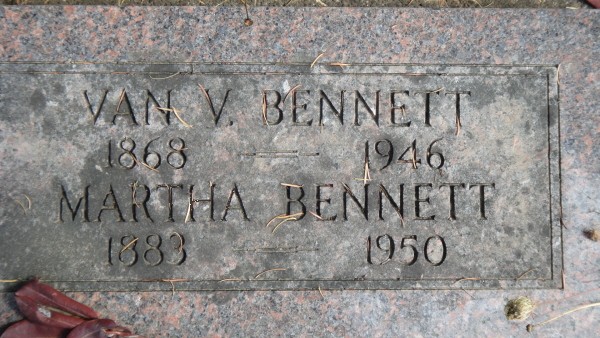 VAN V. BENNETT
1868 — 1946
MARTHA BENNETT
1883 — 1950